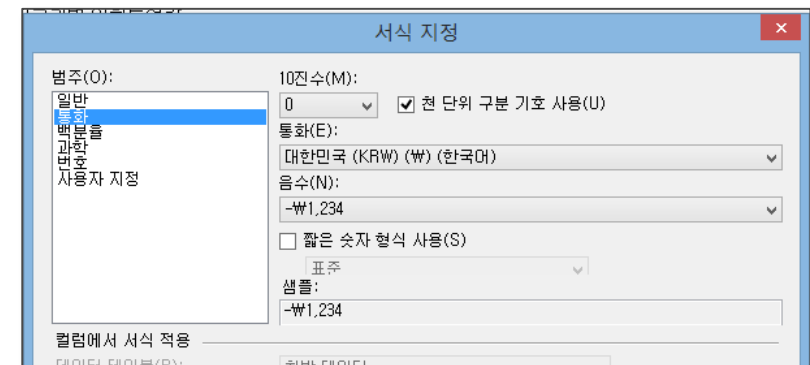 서식 지정
범주(O):
일반
통화
백분율
과학
번호
사용자 지정
10진수(M):
0
천 단위 구분 기호 사용(U)
통화(E):
대한민국 (KRW) (₩) (한국어)
음수(N):
-₩1,234
짧은 숫자 형식 사용(S)
표준
샘플:
-₩1,234
컬럼에서 서식 적용